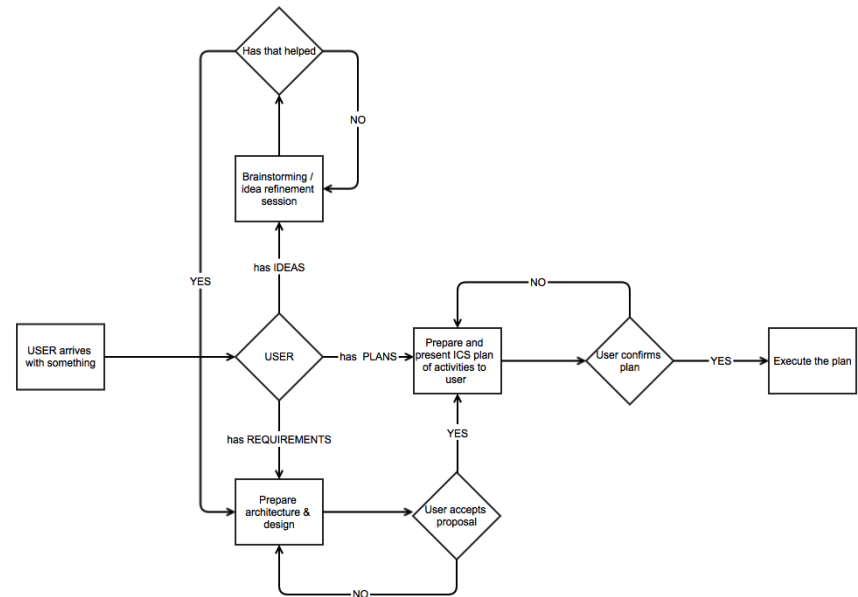 Has that helped
NO
Brainstorming /
idea refinement
session
has IDEAS
YES
NO
USER arrives
with something
USER
has  PLANS
Prepare and
present ICS plan
of activities to
user
User confirms
plan
YES
Execute the plan
has REQUIREMENTS
YES
Prepare
architecture &
design
User accepts
proposal
NO